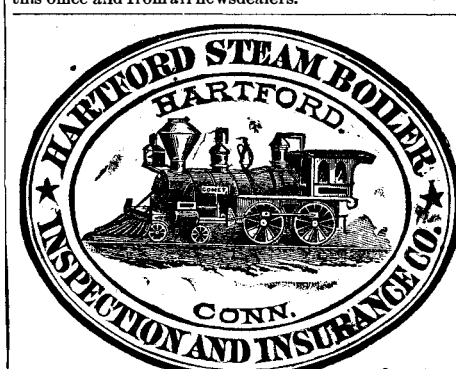 this office and from all newsdealers.
HARTFORD STEAM BOILER
HARTFORD.
COMET
CONN.
INSPECTION AND INSURANCE CO.